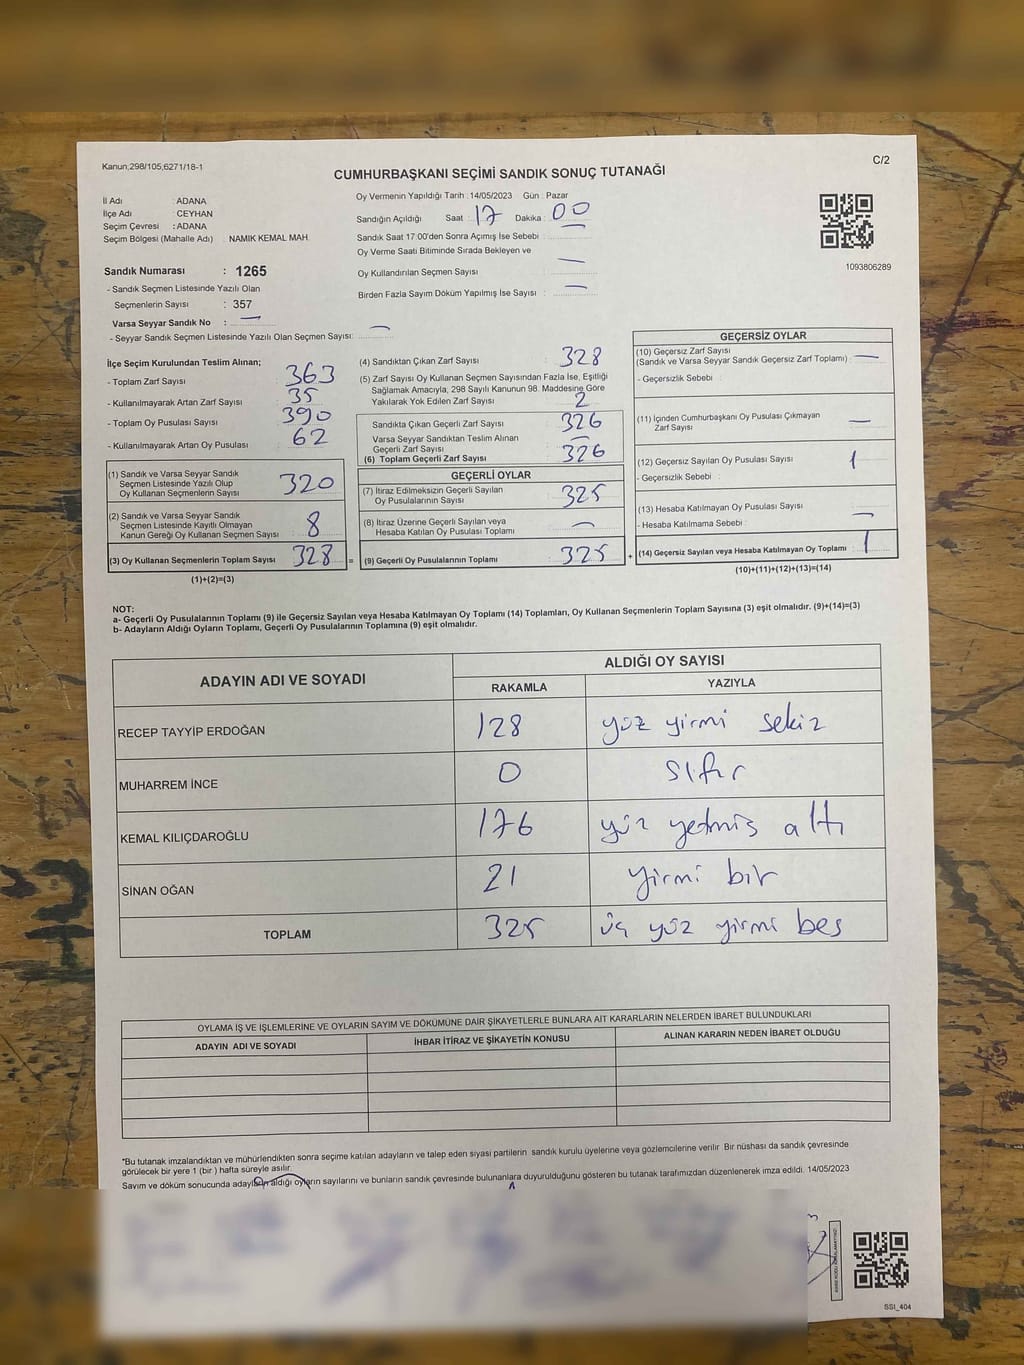 Kanun,298/105,6271/18-1
C/2
CUMHURBAŞKANI SEÇİMİ SANDIK SONUÇ TUTANAĞI
İl Adı : ADANA
İlçe Adı : CEYHAN
Seçim Çevresi : ADANA
Seçim Bölgesi (Mahalle Adı) : NAMIK KEMAL MAH.
Oy Vermenin Yapıldığı Tarih : 14/05/2023 Gün : Pazar
Sandığın Açıldığı Saat : 17 Dakika : 00
Sandık Saat 17:00'den Sonra Açımış İse Sebebi :
Oy Verme Saati Bitiminde Sırada Bekleyen ve
Oy Kullandırılan Seçmen Sayısı : —
Birden Fazla Sayım Döküm Yapılmış İse Sayısı : —
1093806289
Sandık Numarası : 1265
- Sandık Seçmen Listesinde Yazılı Olan
Seçmenlerin Sayısı : 357
Varsa Seyyar Sandık No : —
- Seyyar Sandık Seçmen Listesinde Yazılı Olan Seçmen Sayısı: —
İlçe Seçim Kurulundan Teslim Alınan;
- Toplam Zarf Sayısı : 363
- Kullanılmayarak Artan Zarf Sayısı : 35
- Toplam Oy Pusulası Sayısı : 390
- Kullanılmayarak Artan Oy Pusulası : 62
(1) Sandık ve Varsa Seyyar Sandık
Seçmen Listesinde Yazılı Olup
Oy Kullanan Seçmenlerin Sayısı : 320
(2) Sandık ve Varsa Seyyar Sandık
Seçmen Listesinde Kayıtlı Olmayan
Kanun Gereği Oy Kullanan Seçmen Sayısı : 8
(3) Oy Kullanan Seçmenlerin Toplam Sayısı 328 =
(1)+(2)=(3)
(4) Sandıktan Çıkan Zarf Sayısı : 328
(5) Zarf Sayısı Oy Kullanan Seçmen Sayısından Fazla İse, Eşitliği
Sağlamak Amacıyla, 298 Sayılı Kanunun 98. Maddesine Göre
Yakılarak Yok Edilen Zarf Sayısı : 2
Sandıkta Çıkan Geçerli Zarf Sayısı : 326
Varsa Seyyar Sandıktan Teslim Alınan
Geçerli Zarf Sayısı : —
(6) Toplam Geçerli Zarf Sayısı : 326
GEÇERLİ OYLAR
(7) İtiraz Edilmeksizin Geçerli Sayılan
Oy Pusulalarının Sayısı : 325
(8) İtiraz Üzerine Geçerli Sayılan veya
Hesaba Katılan Oy Pusulaları Toplamı : —
(9) Geçerli Oy Pusulalarının Toplamı : 325 +
GEÇERSİZ OYLAR
(10) Geçersiz Zarf Sayısı
(Sandık ve Varsa Seyyar Sandık Geçersiz Zarf Toplamı) : —
- Geçersizlik Sebebi :
(11) İçinden Cumhurbaşkanı Oy Pusulası Çıkmayan
Zarf Sayısı : —
(12) Geçersiz Sayılan Oy Pusulası Sayısı : 1
- Geçersizlik Sebebi :
(13) Hesaba Katılmayan Oy Pusulası Sayısı : —
- Hesaba Katılmama Sebebi :
(14) Geçersiz Sayılan veya Hesaba Katılmayan Oy Toplamı : 1
(10)+(11)+(12)+(13)=(14)
NOT:
a- Geçerli Oy Pusulalarının Toplamı (9) ile Geçersiz Sayılan veya Hesaba Katılmayan Oy Toplamı (14) Toplamları, Oy Kullanan Seçmenlerin Toplam Sayısına (3) eşit olmalıdır. (9)+(14)=(3)
b- Adayların Aldığı Oyların Toplamı, Geçerli Oy Pusulalarının Toplamına (9) eşit olmalıdır.
ADAYIN ADI VE SOYADI ALDIĞI OY SAYISI
RAKAMLA YAZIYLA
RECEP TAYYİP ERDOĞAN 128 yüz yirmi sekiz
MUHARREM İNCE 0 sıfır
KEMAL KILIÇDAROĞLU 176 yüz yetmiş altı
SİNAN OĞAN 21 yirmi bir
TOPLAM 325 üç yüz yirmi beş
OYLAMA İŞ VE İŞLEMLERİNE VE OYLARIN SAYIM VE DÖKÜMÜNE DAİR ŞİKAYETLERLE BUNLARA AİT KARARLARIN NELERDEN İBARET BULUNDUKLARI
ADAYIN ADI VE SOYADI İHBAR İTİRAZ VE ŞİKAYETİN KONUSU ALINAN KARARIN NEDEN İBARET OLDUĞU
*Bu tutanak imzalandıktan ve mühürlendikten sonra seçime katılan adayların ve talep eden siyasi partilerin sandık kurulu üyelerine veya gözlemcilerine verilir. Bir nüshası da sandık çevresinde
görülecek bir yere 1 (bir ) hafta süreyle asılır.
Sayım ve döküm sonucunda adayların aldığı oyların sayılarını ve bunların sandık çevresinde bulunanlara duyurulduğunu gösteren bu tutanak tarafımızdan düzenlenerek imza edildi. 14/05/2023
SSI_404